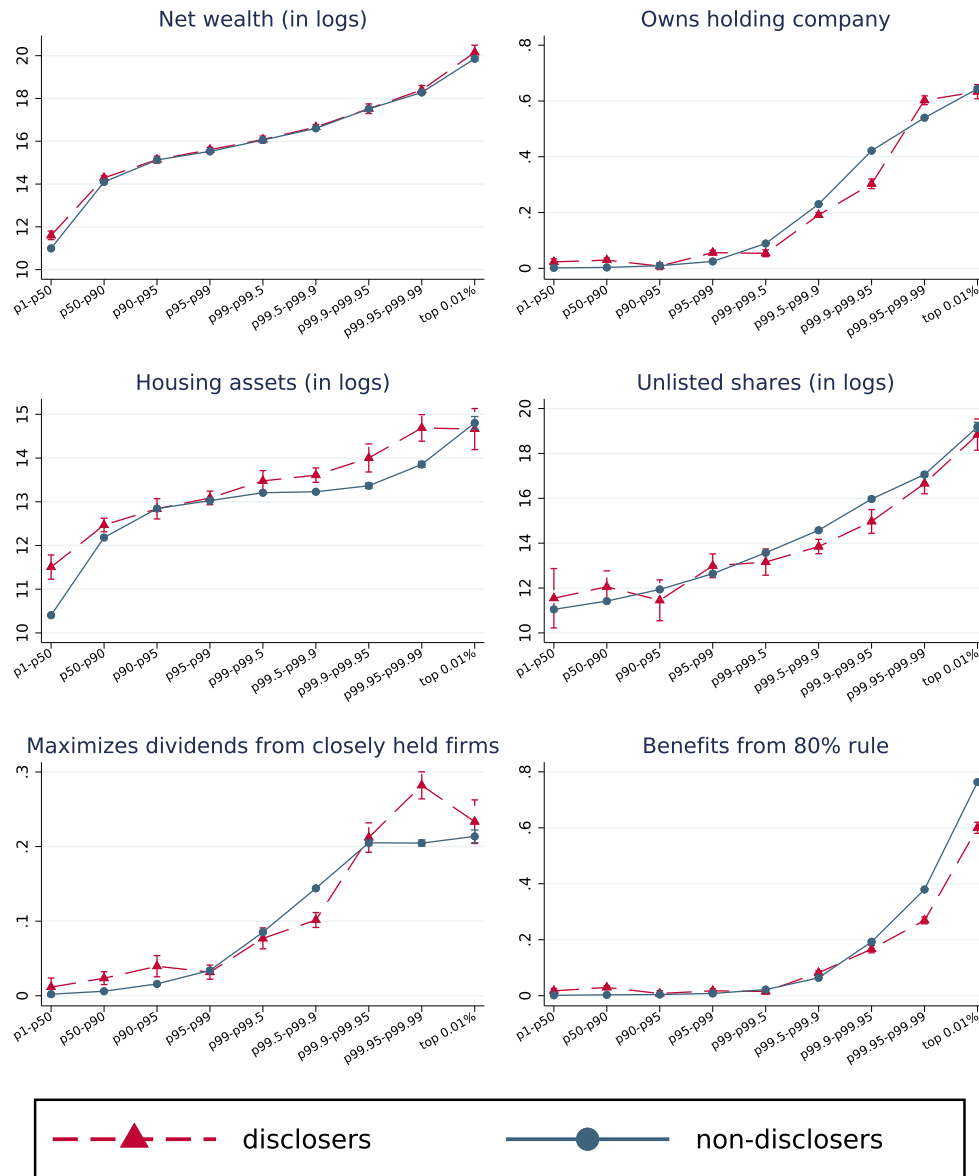 Net wealth (in logs)
20
18
16
14
12
10
p1-p50
p50-p90
p90-p95
p95-p99
p99-p99.5
p99.5-p99.9
p99.9-p99.95
p99.95-p99.99
top 0.01%
Owns holding company
.8
.6
.4
.2
0
p1-p50
p50-p90
p90-p95
p95-p99
p99-p99.5
p99.5-p99.9
p99.9-p99.95
p99.95-p99.99
top 0.01%
Housing assets (in logs)
15
14
13
12
11
10
p1-p50
p50-p90
p90-p95
p95-p99
p99-p99.5
p99.5-p99.9
p99.9-p99.95
p99.95-p99.99
top 0.01%
Unlisted shares (in logs)
20
18
16
14
12
10
p1-p50
p50-p90
p90-p95
p95-p99
p99-p99.5
p99.5-p99.9
p99.9-p99.95
p99.95-p99.99
top 0.01%
Maximizes dividends from closely held firms
.3
.2
.1
0
p1-p50
p50-p90
p90-p95
p95-p99
p99-p99.5
p99.5-p99.9
p99.9-p99.95
p99.95-p99.99
top 0.01%
Benefits from 80% rule
.8
.6
.4
.2
0
p1-p50
p50-p90
p90-p95
p95-p99
p99-p99.5
p99.5-p99.9
p99.9-p99.95
p99.95-p99.99
top 0.01%
disclosers
non-disclosers